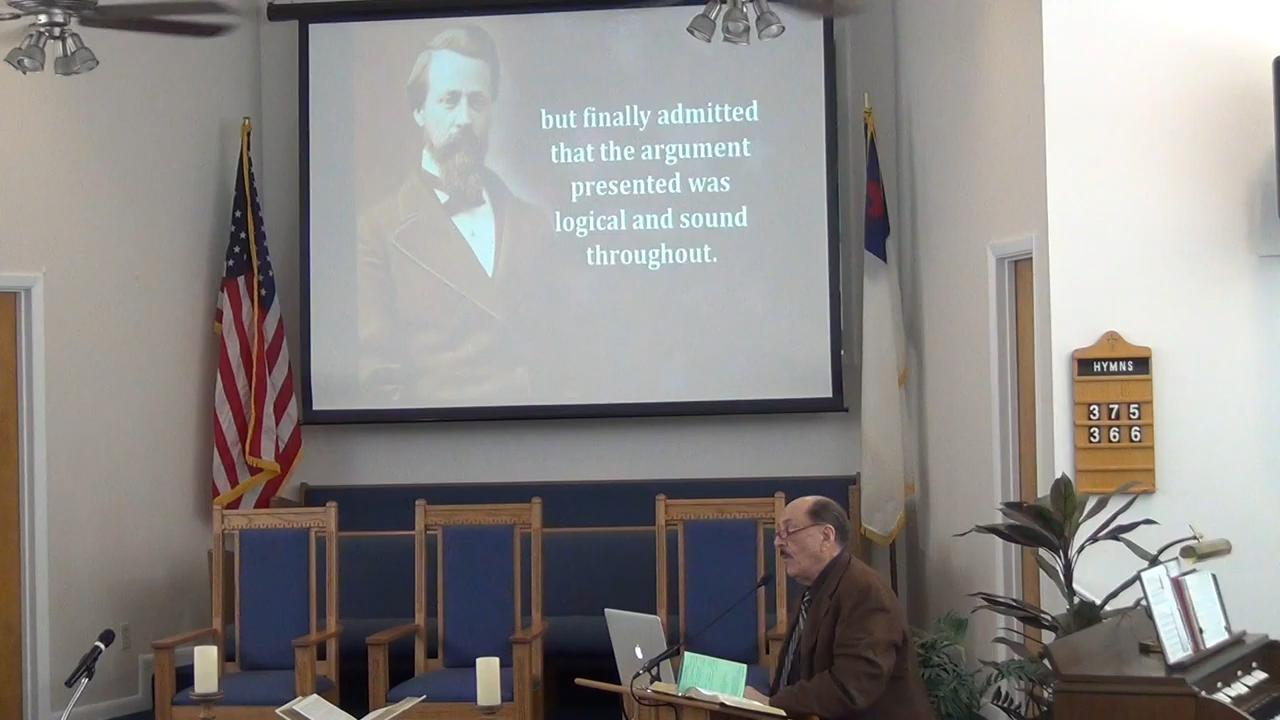 but finally admitted
that the argument
presented was
logical and sound
throughout.
HYMNS
375
366